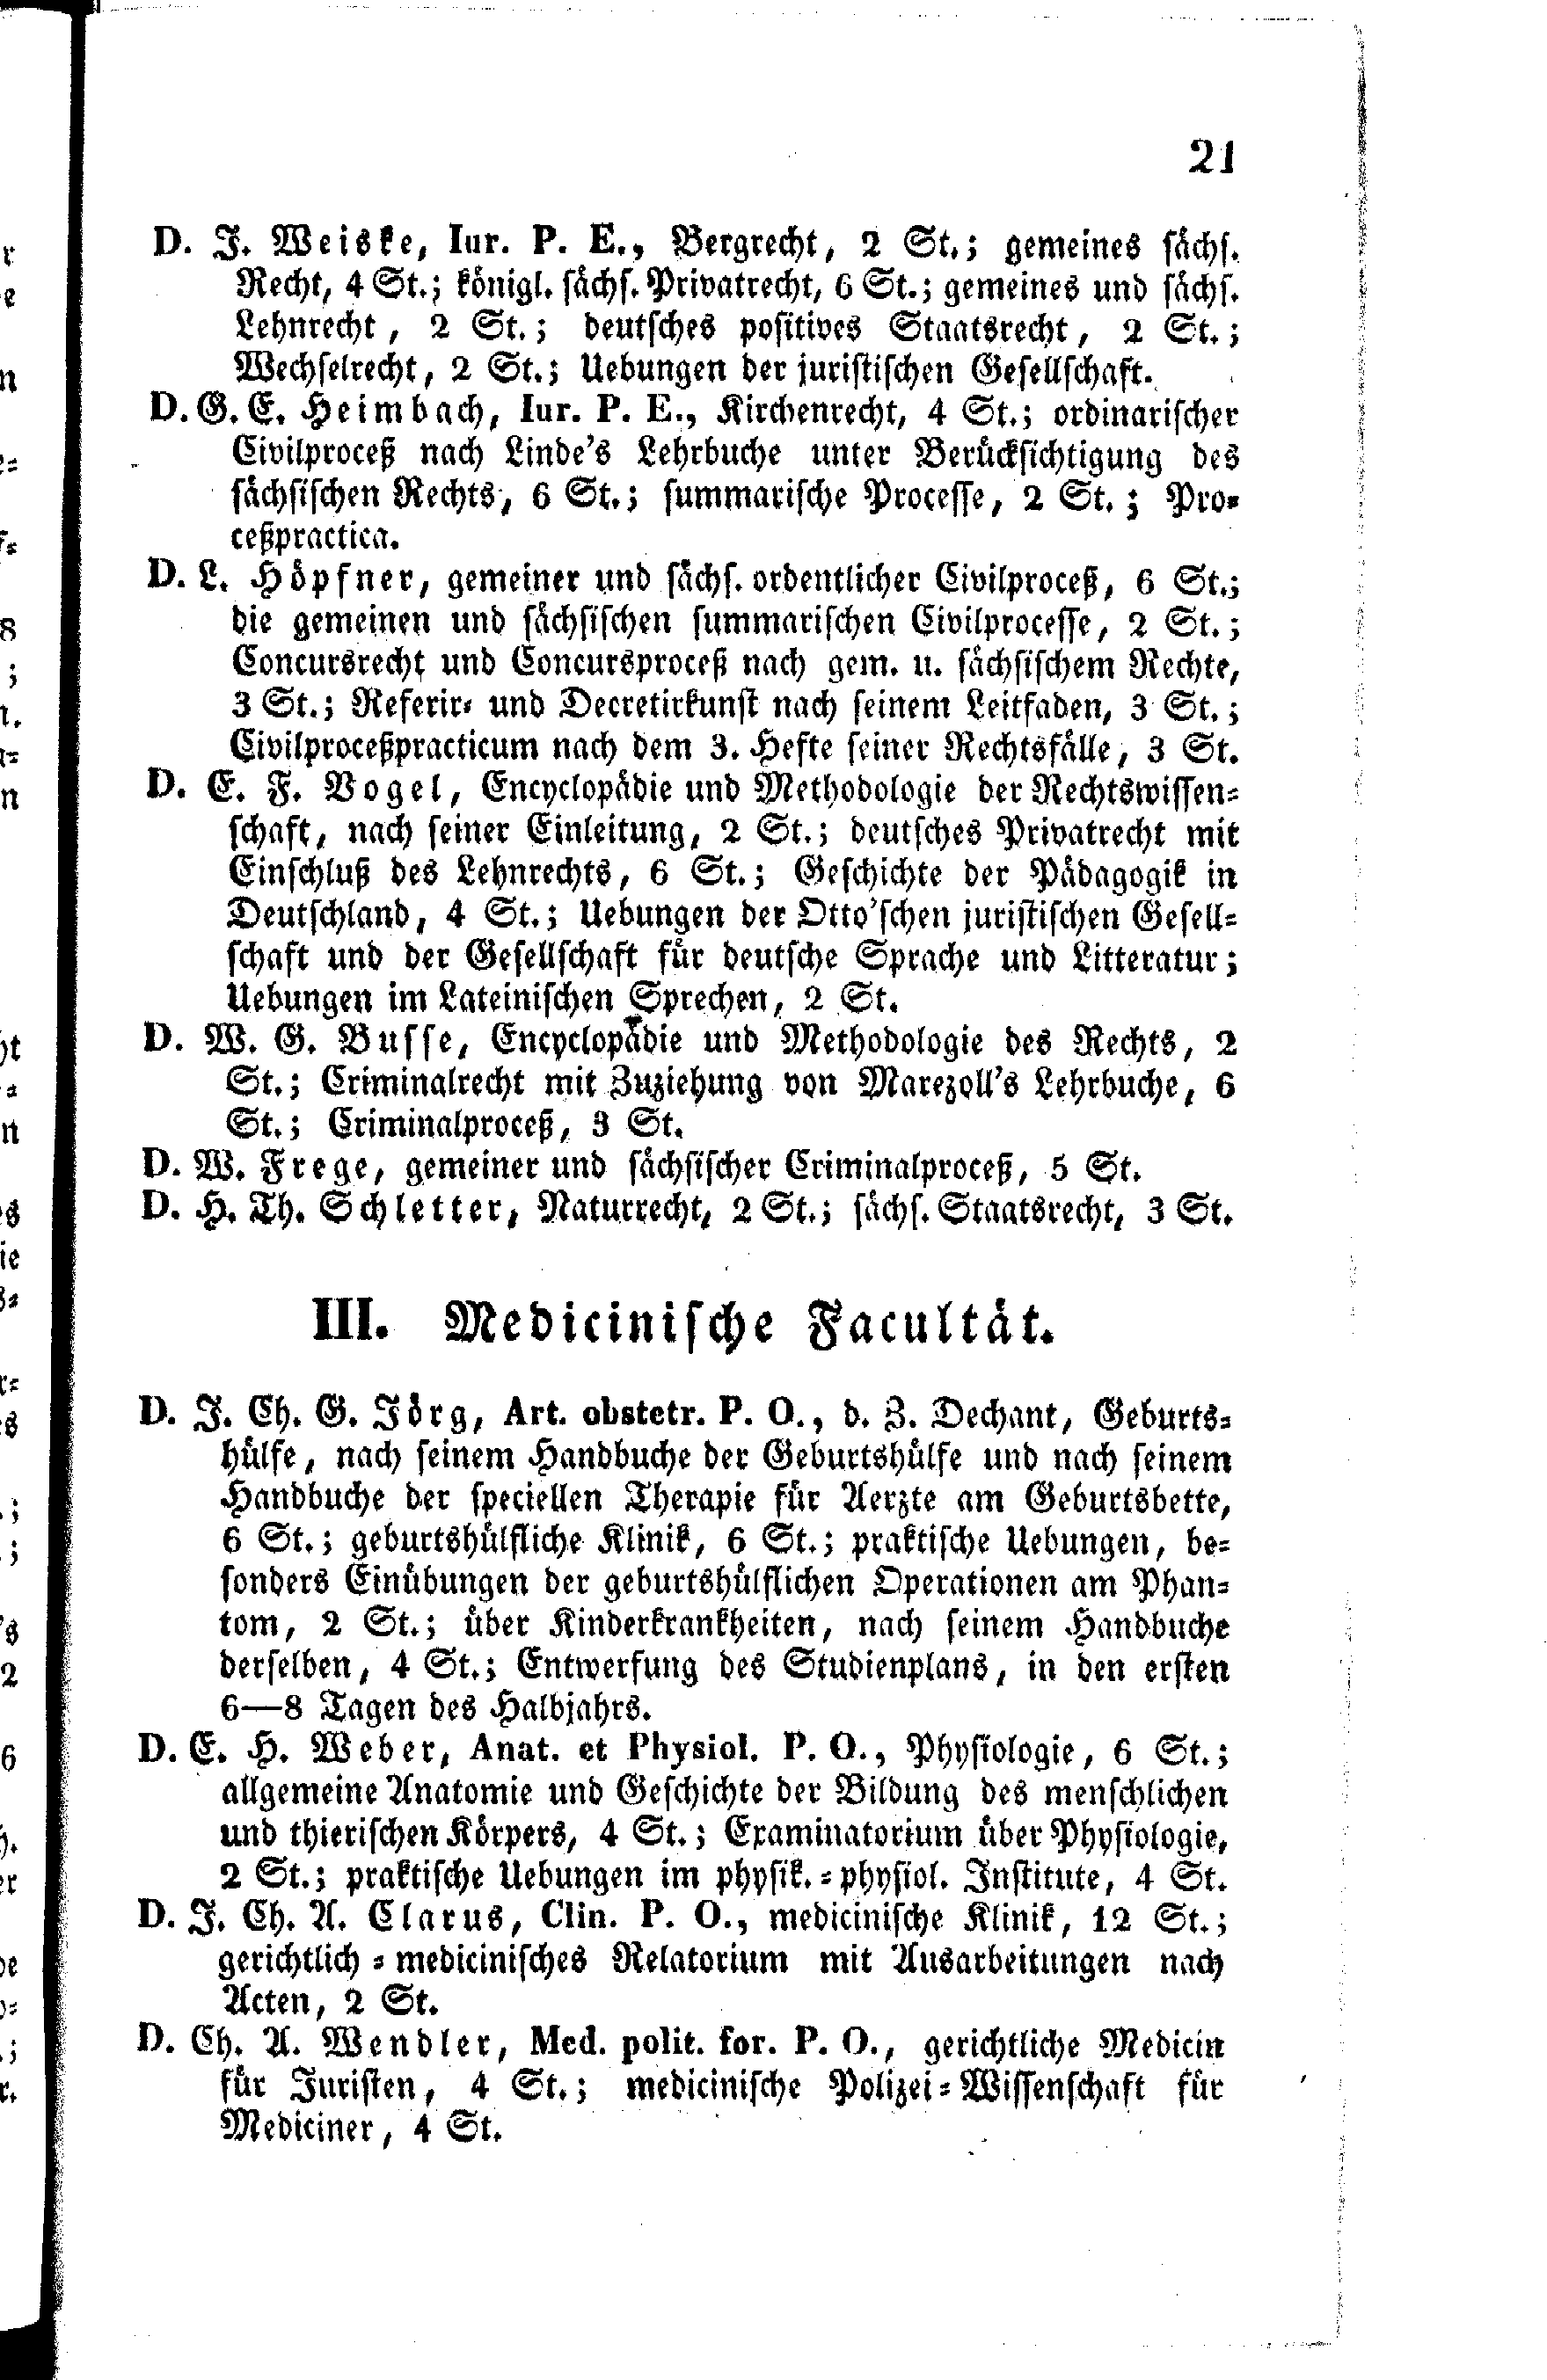 21
D. J. Weiske, Iur. P. E., Bergrecht, 2 St.; gemeines sächs.
Recht, 4 St.; königl. sächs. Privatrecht, 6 St.; gemeines und sächs.
Lehnrecht, 2 St.; deutsches positives Staatsrecht, 2 St.;
Wechselrecht, 2 St.; Uebungen der juristischen Gesellschaft.
D. G. E. Heimbach, Iur. P. E., Kirchenrecht, 4 St.; ordinarischer
Civilproceß nach Linde's Lehrbuche unter Berücksichtigung des
sächsischen Rechts, 6 St.; summarische Processe, 2 St.; Pro-
ceßpractica.
D. L. Höpfner, gemeiner und sächs. ordentlicher Civilproceß, 6 St.;
die gemeinen und sächsischen summarischen Civilprocesse, 2 St.;
Concursrecht und Concursproceß nach gem. u. sächsischem Rechte,
3 St.; Referir- und Decretirkunst nach seinem Leitfaden, 3 St.;
Civilproceßpracticum nach dem 3. Hefte seiner Rechtsfälle, 3 St.
D. E. F. Vogel, Encyclopädie und Methodologie der Rechtswissen-
schaft, nach seiner Einleitung, 2 St.; deutsches Privatrecht mit
Einschluß des Lehnrechts, 6 St.; Geschichte der Pädagogik in
Deutschland, 4 St.; Uebungen der Otto'schen juristischen Gesell-
schaft und der Gesellschaft für deutsche Sprache und Litteratur;
Uebungen im Lateinischen Sprechen, 2 St.
D. W. G. Busse, Encyclopädie und Methodologie des Rechts, 2
St.; Criminalrecht mit Zuziehung von Marezoll's Lehrbuche, 6
St.; Criminalproceß, 3 St.
D. W. Frege, gemeiner und sächsischer Criminalproceß, 5 St.
D. H. Th. Schletter, Naturrecht, 2 St.; sächs. Staatsrecht, 3 St.
III. Medicinische Facultät.
D. J. Ch. G. Jörg, Art. obstetr. P. O., d. Z. Dechant, Geburts-
hülfe, nach seinem Handbuche der Geburtshülfe und nach seinem
Handbuche der speciellen Therapie für Aerzte am Geburtsbette,
6 St.; geburtshülfliche Klinik, 6 St.; praktische Uebungen, be-
sonders Einübungen der geburtshülflichen Operationen am Phan-
tom, 2 St.; über Kinderkrankheiten, nach seinem Handbuche
derselben, 4 St.; Entwerfung des Studienplans, in den ersten
6—8 Tagen des Halbjahrs.
D. E. H. Weber, Anat. et Physiol. P. O., Physiologie, 6 St.;
allgemeine Anatomie und Geschichte der Bildung des menschlichen
und thierischen Körpers, 4 St.; Examinatorium über Physiologie,
2 St.; praktische Uebungen im physik.-physiol. Institute, 4 St.
D. J. Ch. A. Clarus, Clin. P. O., medicinische Klinik, 12 St.;
gerichtlich-medicinisches Relatorium mit Ausarbeitungen nach
Acten, 2 St.
D. Ch. A. Wendler, Med. polit. for. P. O., gerichtliche Medicin
für Juristen, 4 St.; medicinische Polizei-Wissenschaft für
Mediciner, 4 St.